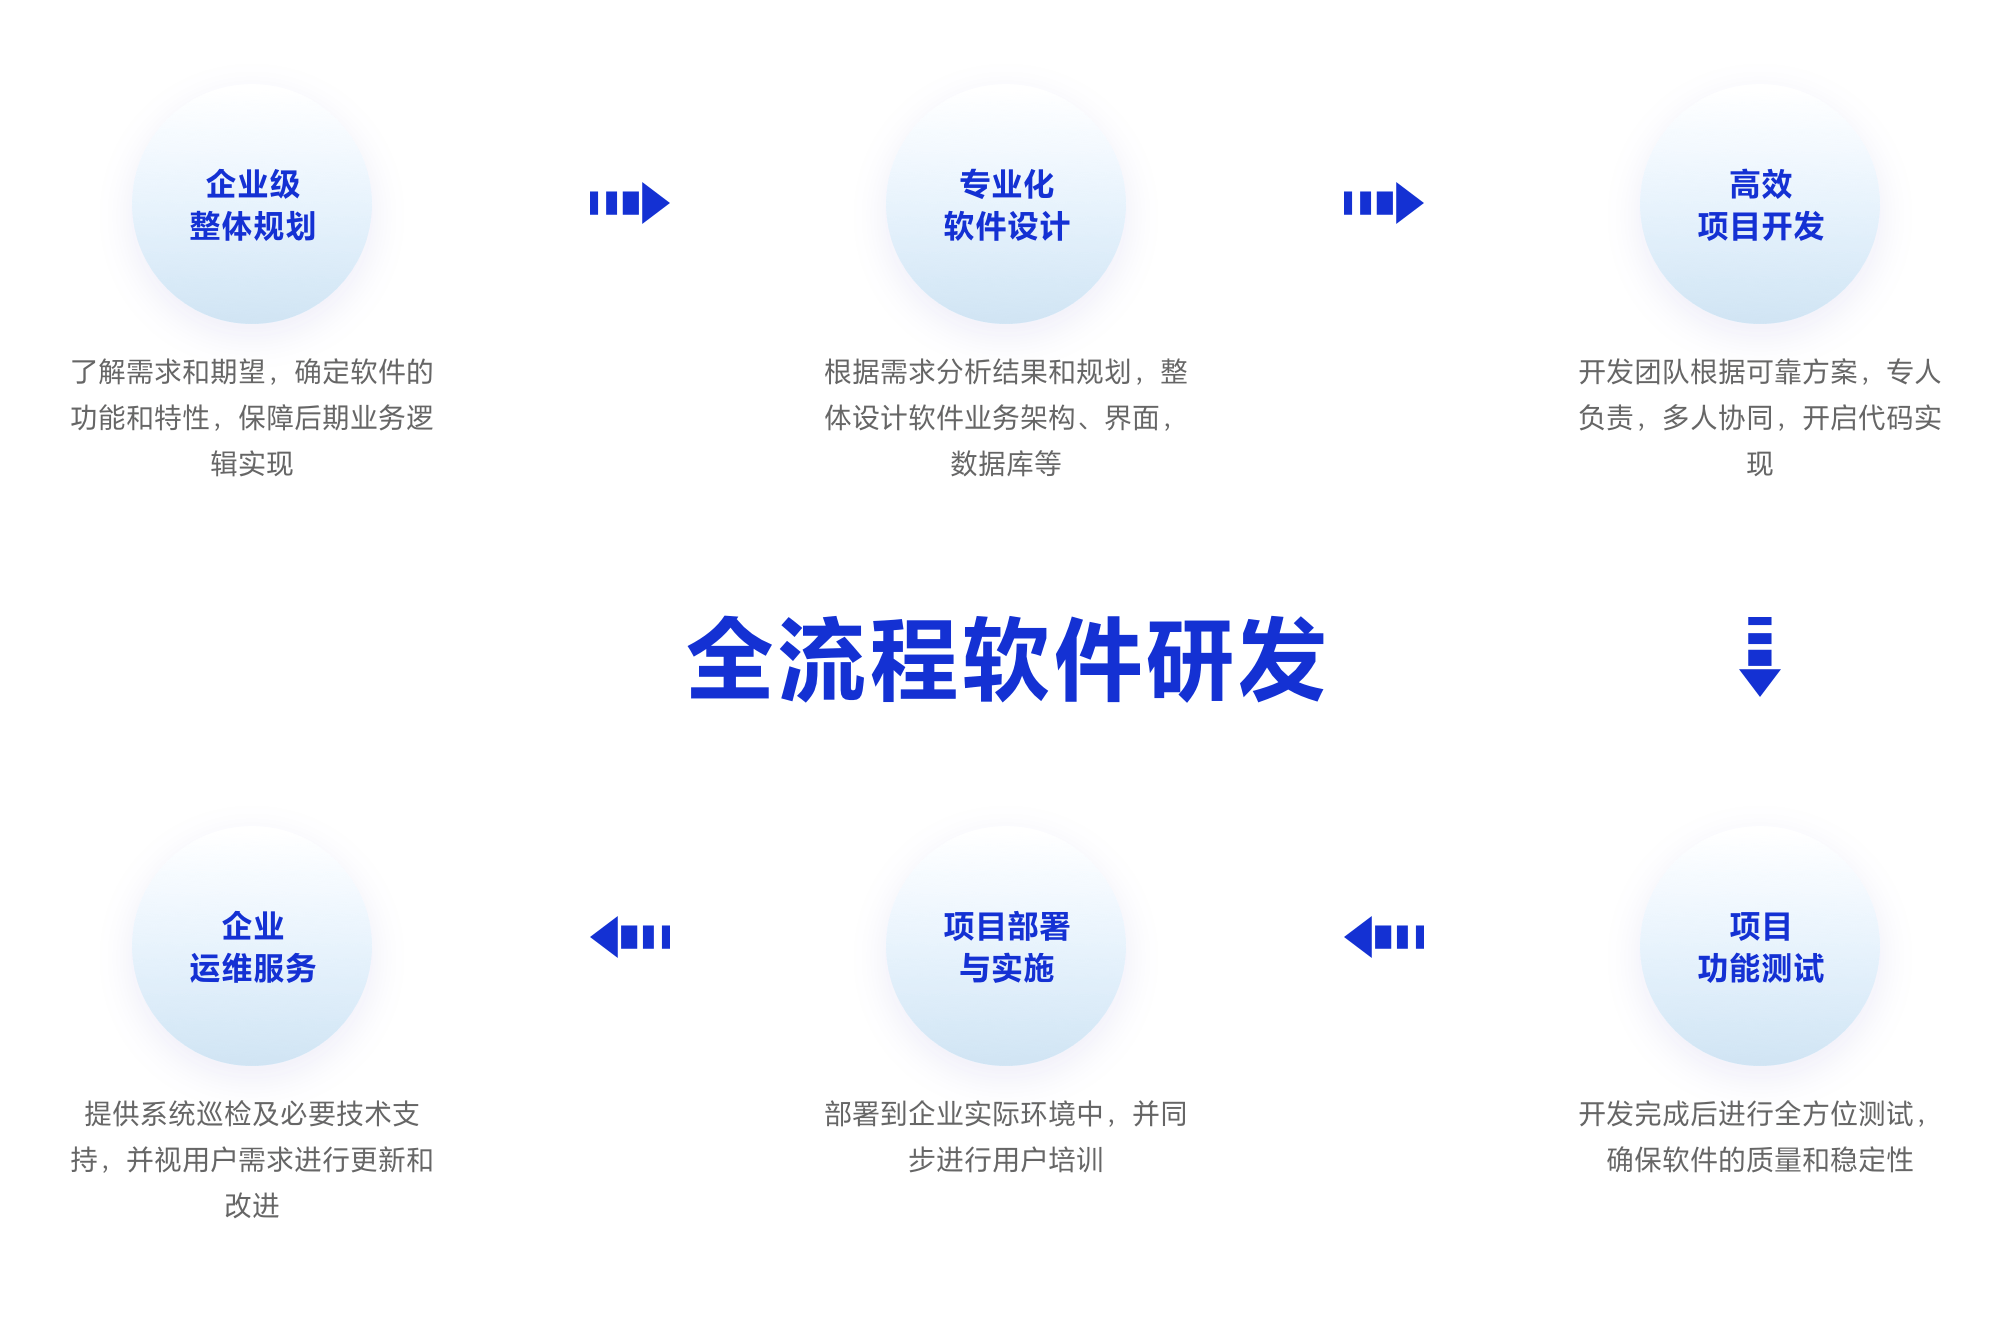 企业级
整体规划
了解需求和期望，确定软件的
功能和特性，保障后期业务逻
辑实现
专业化
软件设计
根据需求分析结果和规划，整
体设计软件业务架构、界面，
数据库等
高效
项目开发
开发团队根据可靠方案，专人
负责，多人协同，开启代码实
现
全流程软件研发
企业
运维服务
提供系统巡检及必要技术支
持，并视用户需求进行更新和
改进
项目部署
与实施
部署到企业实际环境中，并同
步进行用户培训
项目
功能测试
开发完成后进行全方位测试，
确保软件的质量和稳定性